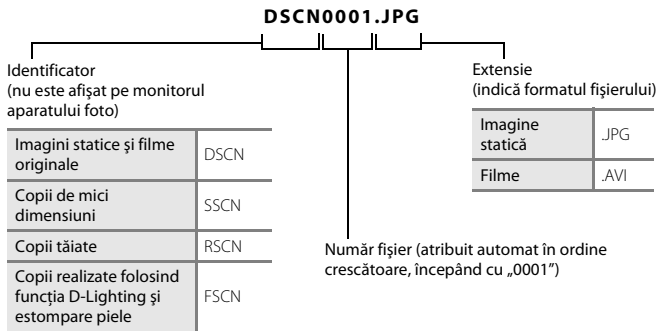 DSCN0001.JPG
Identificator
(nu este afişat pe monitorul
aparatului foto)
Imagini statice şi filme
originale
DSCN
Copii de mici
dimensiuni
SSCN
Copii tăiate
RSCN
Copii realizate folosind
funcţia D-Lighting şi
estompare piele
FSCN
Extensie
(indică formatul fişierului)
Imagine
statică
.JPG
Filme
.AVI
Număr fişier (atribuit automat în ordine
crescătoare, începând cu „0001”)